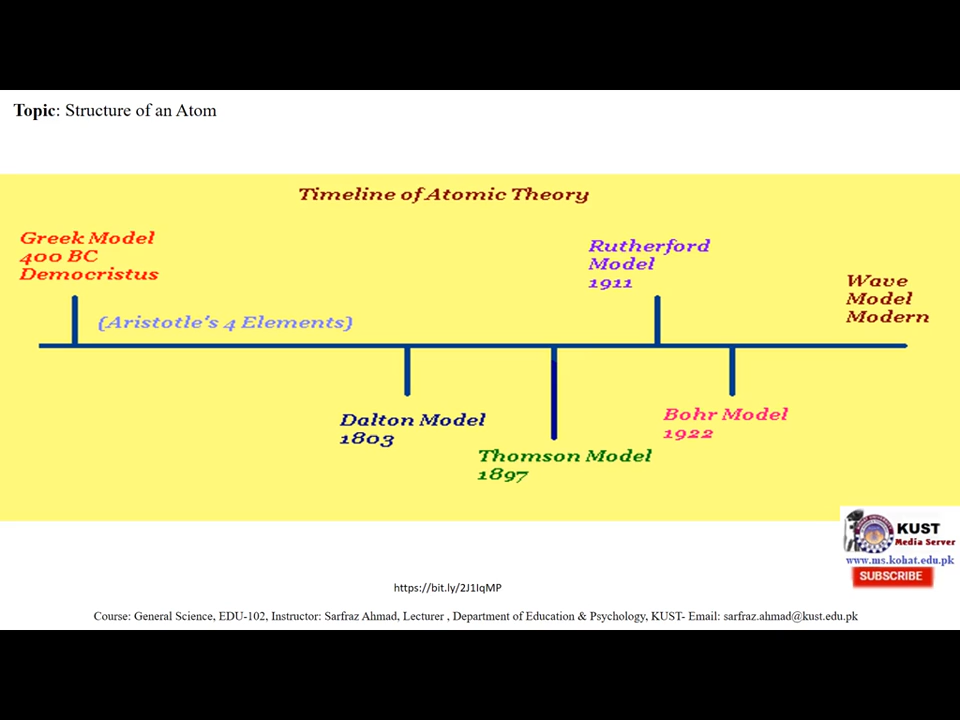 Topic: Structure of an Atom
Timeline of Atomic Theory
Greek Model
400 BC
Democristus
(Aristotle's 4 Elements)
Rutherford
Model
1911
Wave
Model
Modern
Dalton Model
1803
Thomson Model
1897
Bohr Model
1922
KUST
Media Server
www.ms.kohat.edu.pk
SUBSCRIBE
https://bit.ly/2J1IqMP
Course: General Science, EDU-102, Instructor: Sarfraz Ahmad, Lecturer , Department of Education & Psychology, KUST- Email: sarfraz.ahmad@kust.edu.pk